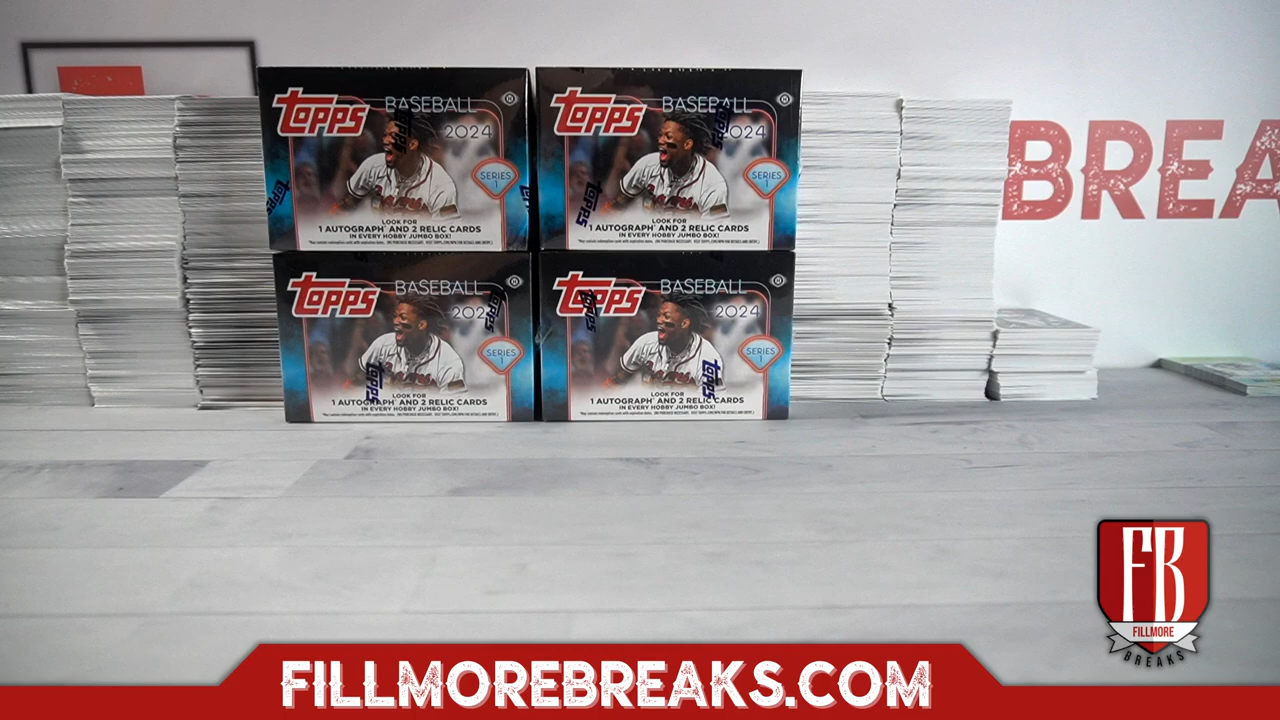 topps BASEBALL
2024
SERIES
1
LOOK FOR
1 AUTOGRAPH AND 2 RELIC CARDS
IN EVERY HOBBY JUMBO BOX!
topps BASEBALL
2024
SERIES
1
LOOK FOR
1 AUTOGRAPH AND 2 RELIC CARDS
IN EVERY HOBBY JUMBO BOX!
topps BASEBALL
2024
SERIES
1
LOOK FOR
1 AUTOGRAPH AND 2 RELIC CARDS
IN EVERY HOBBY JUMBO BOX!
topps BASEBALL
2024
SERIES
1
LOOK FOR
1 AUTOGRAPH AND 2 RELIC CARDS
IN EVERY HOBBY JUMBO BOX!
BREA
FB
FILLMORE
BREAKS
FILLMOREBREAKS.COM